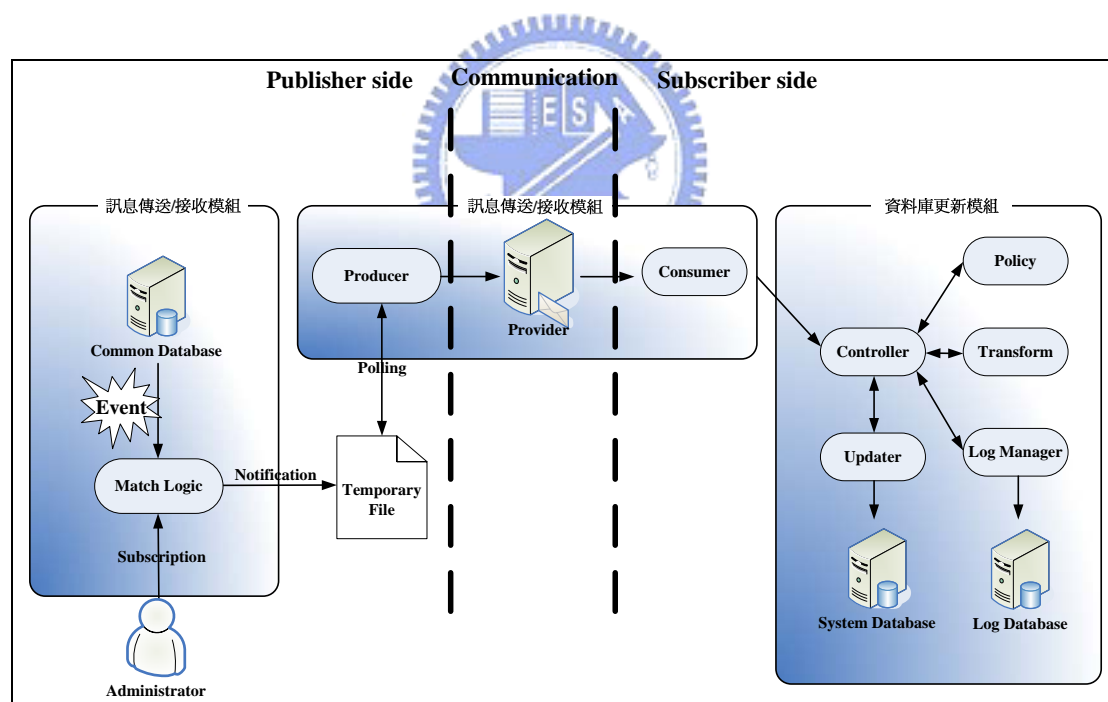 Publisher side
Communication
Subscriber side
ES
A
訊息傳送/接收模組
訊息傳送/接收模組
資料庫更新模組
Common Database
Event
Match Logic
Subscription
Administrator
Notification
Producer
Polling
Temporary
File
Provider
Consumer
Controller
Policy
Transform
Updater
Log Manager
System Database
Log Database